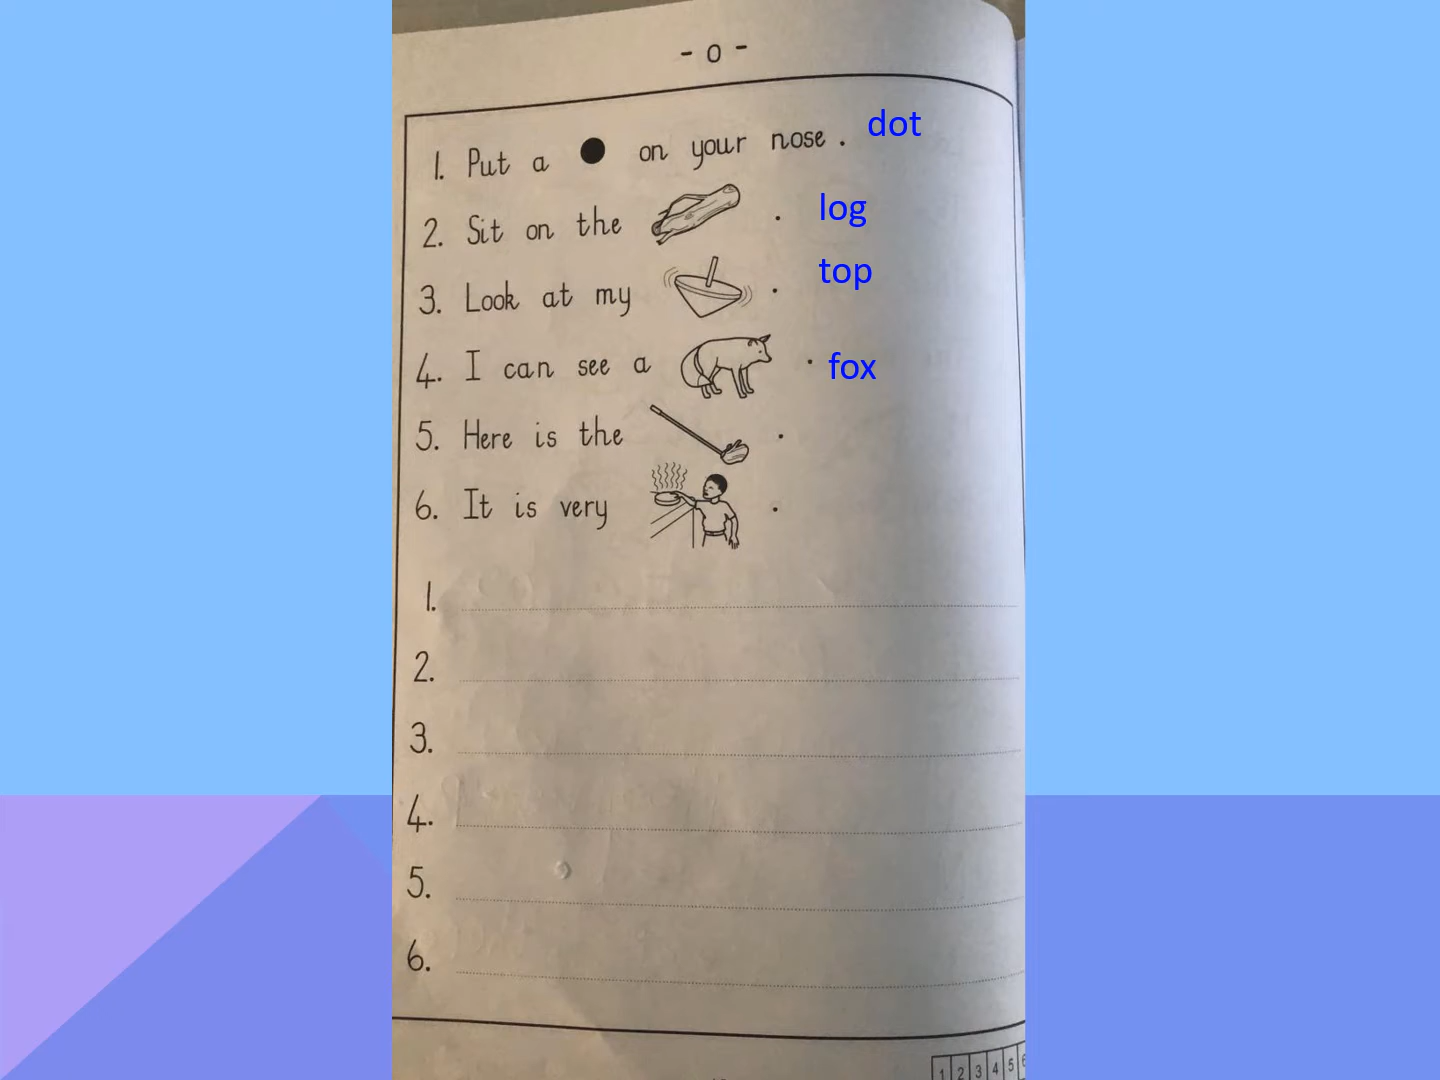 - o -
1. Put a on your nose. dot
2. Sit on the . log
3. Look at my . top
4. I can see a . fox
5. Here is the .
6. It is very .
1.
2.
3.
4.
5.
6.
1 2 3 4 5 6